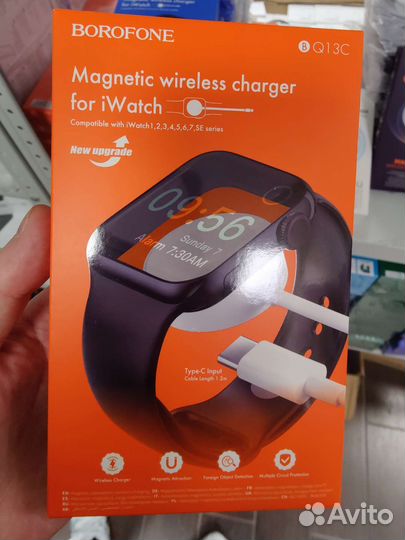 BOROFONE
B Q13C
Magnetic wireless charger
for iWatch
Compatible with iWatch1,2,3,4,5,6,7,SE series
New upgrade
09:56
Sunday 7
Alarm
7:30AM
Type-C Input
Cable Length 1.2m
Wireless Charger
Magnetic Attraction
Foreign Object Detection
Multiple Circuit Protection
Avito